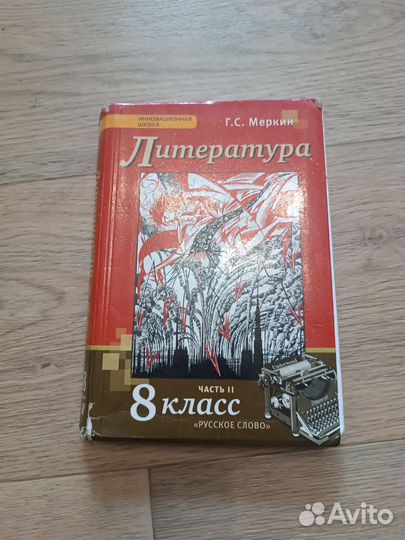 ИННОВАЦИОННАЯ
ШКОЛА
Г.С. Меркин
Литература
ЧАСТЬ II
8 класс
«РУССКОЕ СЛОВО»
Avito